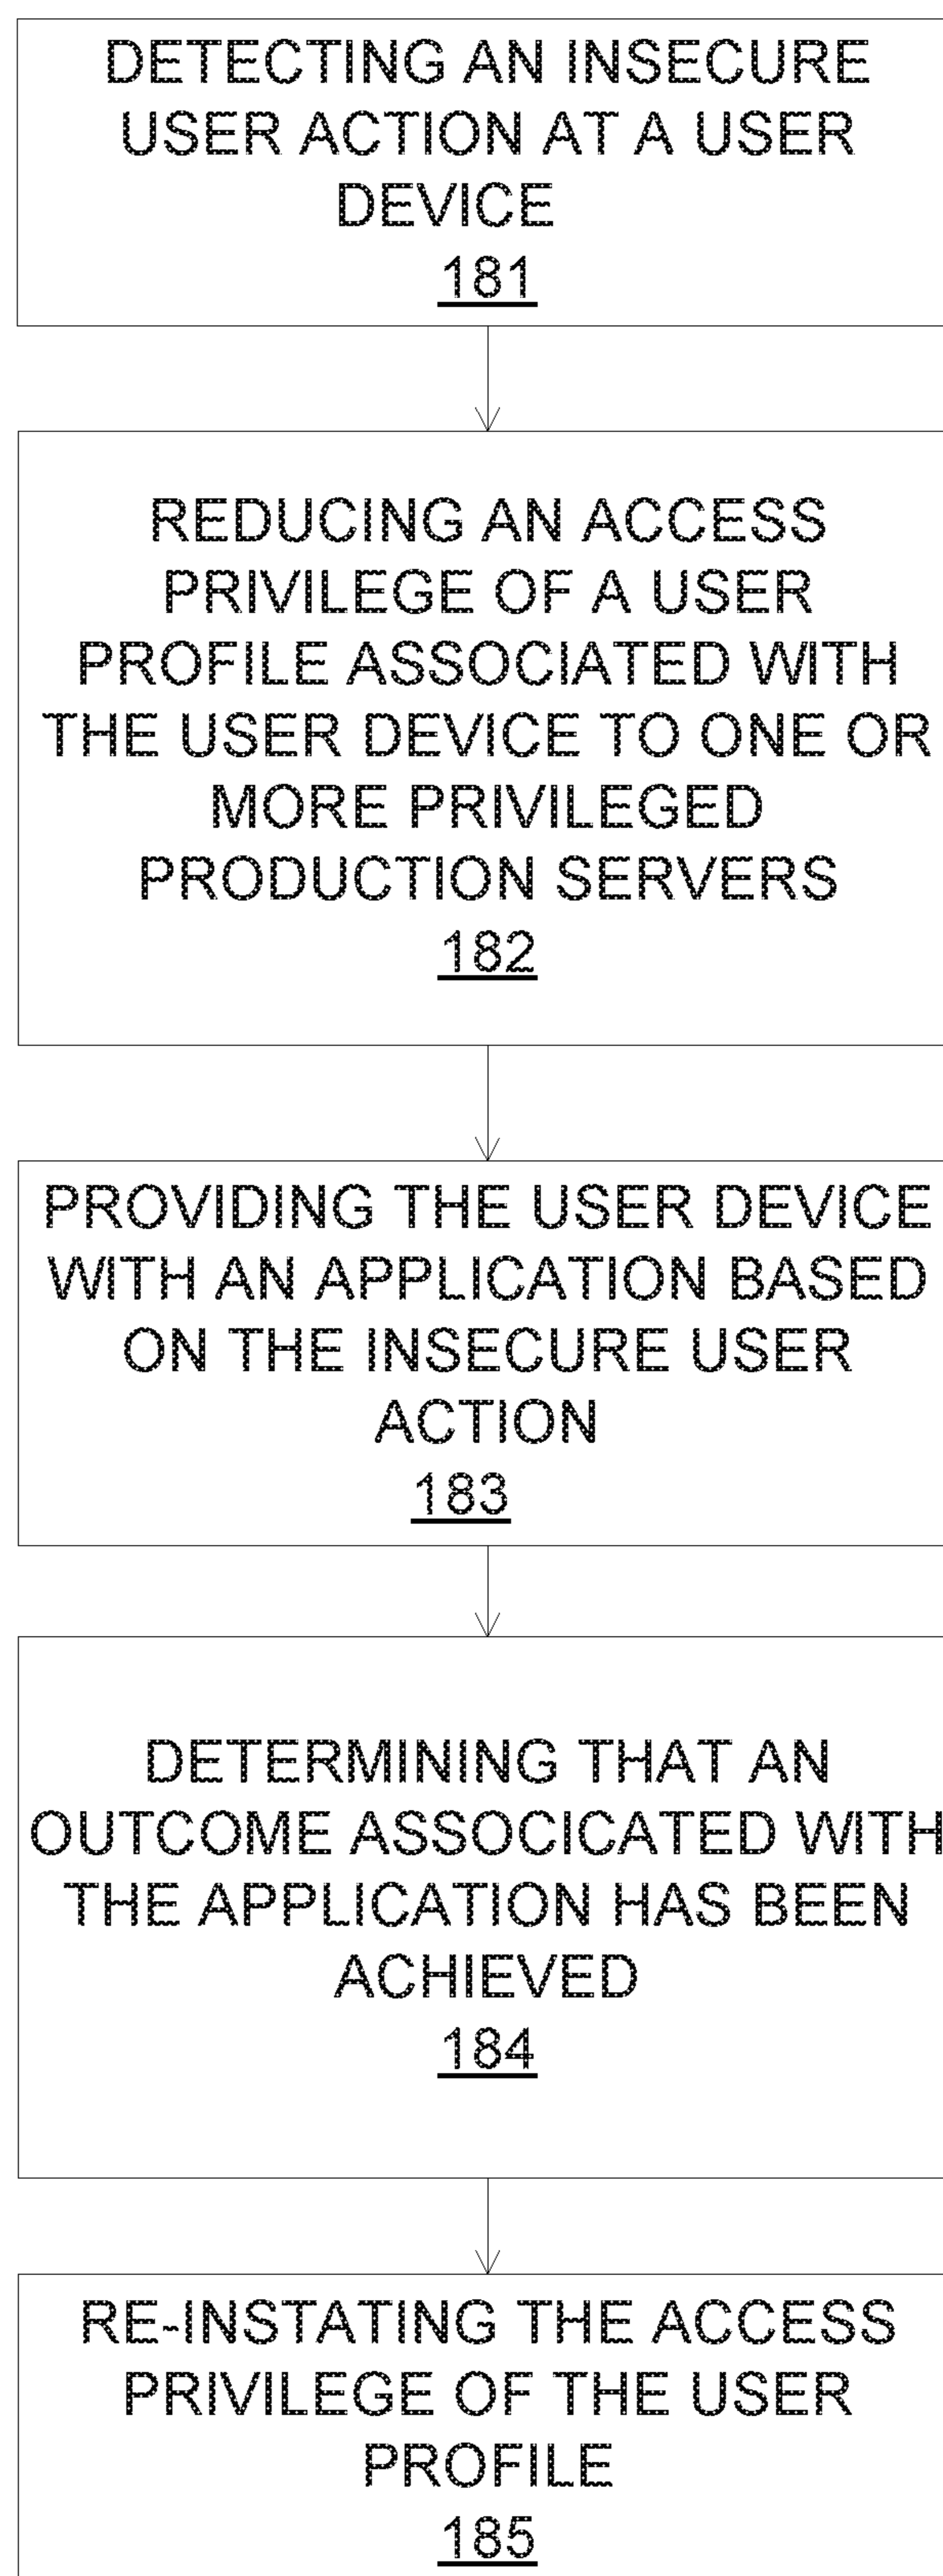 DETECTING AN INSECURE
USER ACTION AT A USER
DEVICE
181
REDUCING AN ACCESS
PRIVILEGE OF A USER
PROFILE ASSOCIATED WITH
THE USER DEVICE TO ONE OR
MORE PRIVILEGED
PRODUCTION SERVERS
182
PROVIDING THE USER DEVICE
WITH AN APPLICATION BASED
ON THE INSECURE USER
ACTION
183
DETERMINING THAT AN
OUTCOME ASSOCICATED WITH
THE APPLICATION HAS BEEN
ACHIEVED
184
RE-INSTATING THE ACCESS
PRIVILEGE OF THE USER
PROFILE
185